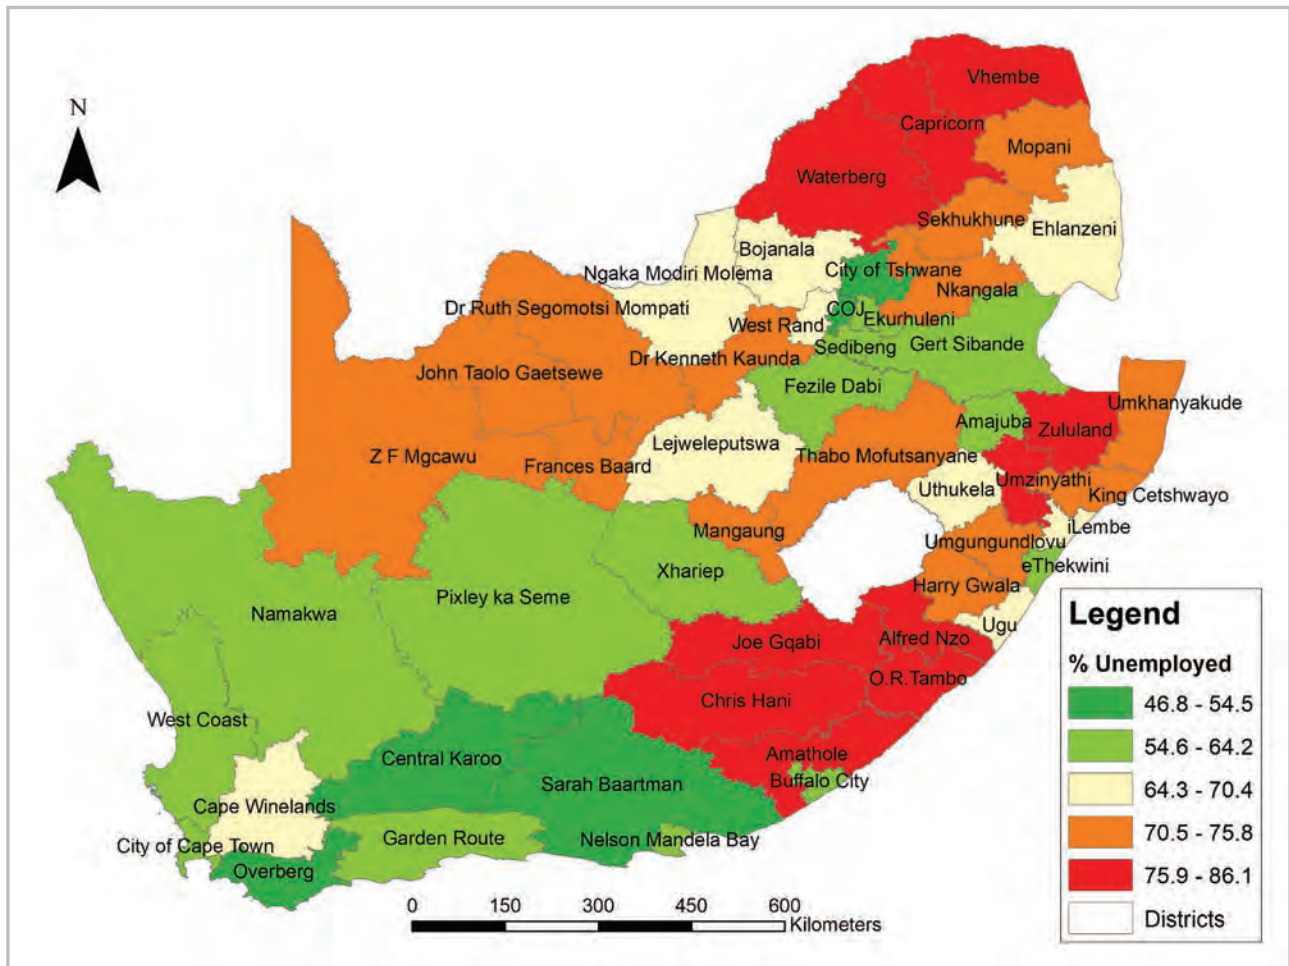 N
Vhembe
Capricorn
Mopani
Waterberg
Sekhukhune
Ehlanzeni
Bojanala
Ngaka Modiri Molema
City of Tshwane
Nkangala
Dr Ruth Segomotsi Mompati
West Rand
COJ
Ekurhuleni
Sedibeng
Gert Sibande
Dr Kenneth Kaunda
John Taolo Gaetsewe
Fezile Dabi
Umkhanyakude
Amajuba
Zululand
Lejweleputswa
Z F Mgcawu
Frances Baard
Thabo Mofutsanyane
Uthukela
Umzinyathi
King Cetshwayo
Mangaung
iLembe
Umgungundlovu
eThekwini
Xhariep
Harry Gwala
Pixley ka Seme
Namakwa
Ugu
Joe Gqabi
Alfred Nzo
O.R.Tambo
Chris Hani
West Coast
Amathole
Buffalo City
Central Karoo
Sarah Baartman
Cape Winelands
Garden Route
Nelson Mandela Bay
City of Cape Town
Overberg
0 150 300 450 600
Kilometers
Legend
% Unemployed
46.8 - 54.5
54.6 - 64.2
64.3 - 70.4
70.5 - 75.8
75.9 - 86.1
Districts